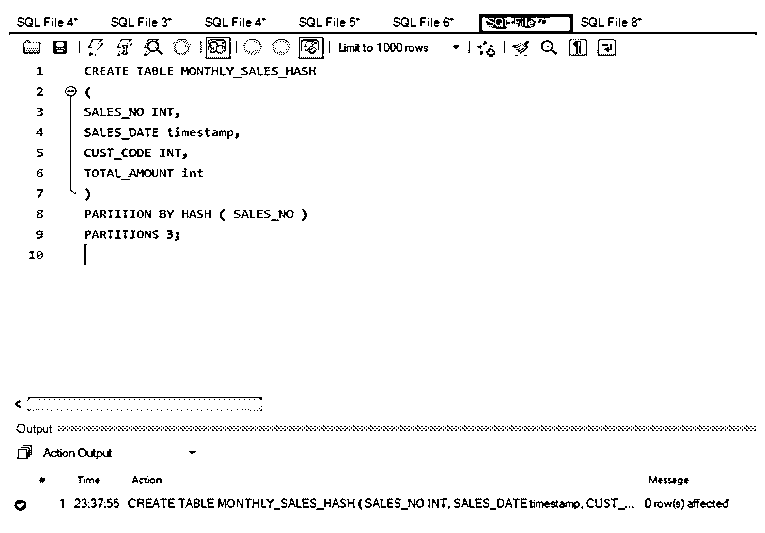 SQL File 4* SQL File 3* SQL File 4* SQL File 5* SQL File 6* SQL File 8*
Limit to 1000 rows
1 CREATE TABLE MONTHLY_SALES_HASH
2 (
3 SALES_NO INT,
4 SALES_DATE timestamp,
5 CUST_CODE INT,
6 TOTAL_AMOUNT int
7 )
8 PARTITION BY HASH ( SALES_NO )
9 PARTITIONS 3;
10
Output
Action Output
# Time Action Message
1 23:37:55 CREATE TABLE MONTHLY_SALES_HASH ( SALES_NO INT, SALES_DATE timestamp, CUST_... 0 row(s) affected